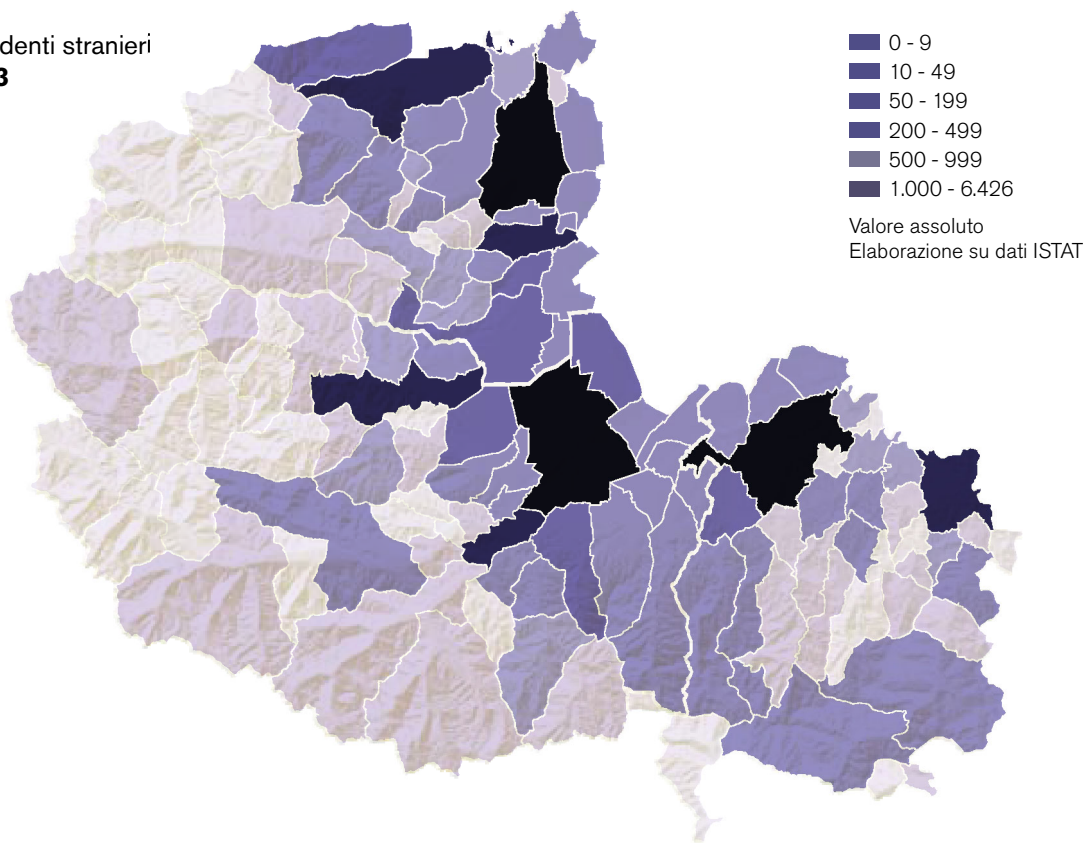 denti stranieri
3
0 - 9
10 - 49
50 - 199
200 - 499
500 - 999
1.000 - 6.426
Valore assoluto
Elaborazione su dati ISTAT